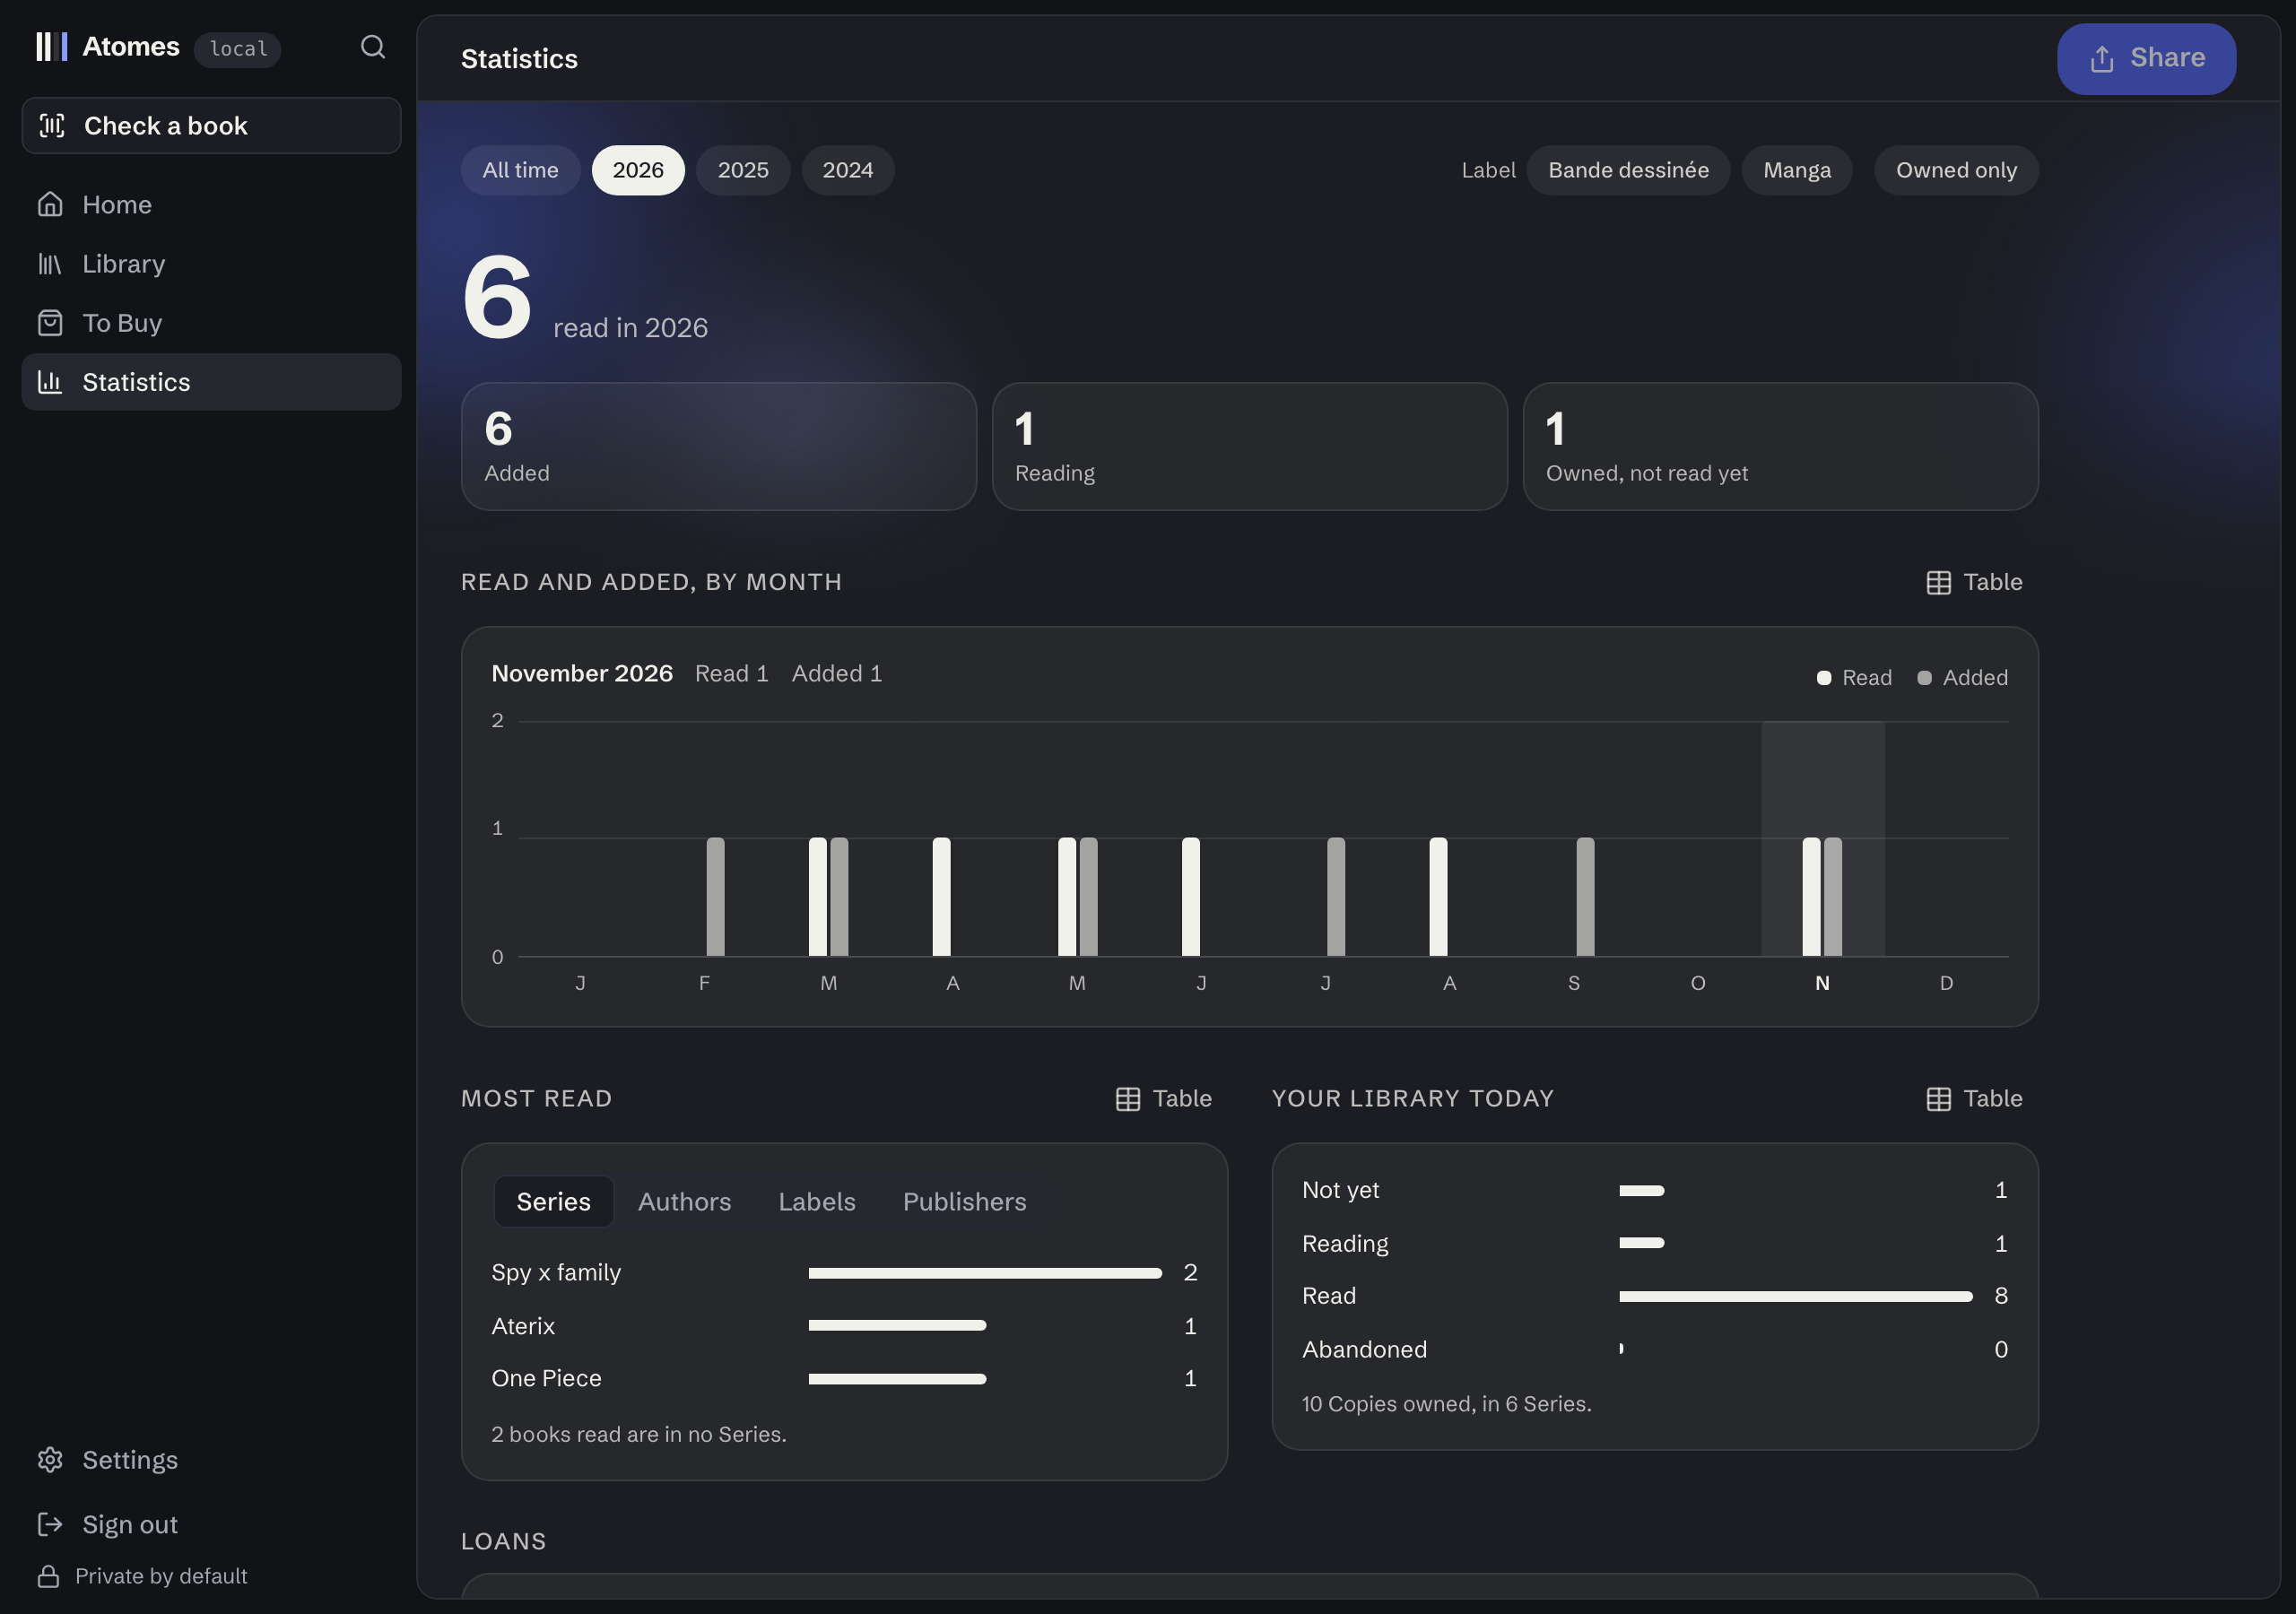 Atomes local
Check a book
Home
Library
To Buy
Statistics
Settings
Sign out
Private by default
Statistics
Share
All time 2026 2025 2024
Label Bande dessinée Manga Owned only
6 read in 2026
6
Added
1
Reading
1
Owned, not read yet
READ AND ADDED, BY MONTH
Table
November 2026 Read 1 Added 1
Read Added
2
1
0
J F M A M J J A S O N D
MOST READ
Table
Series Authors Labels Publishers
Spy x family 2
Aterix 1
One Piece 1
2 books read are in no Series.
YOUR LIBRARY TODAY
Table
Not yet 1
Reading 1
Read 8
Abandoned 0
10 Copies owned, in 6 Series.
LOANS